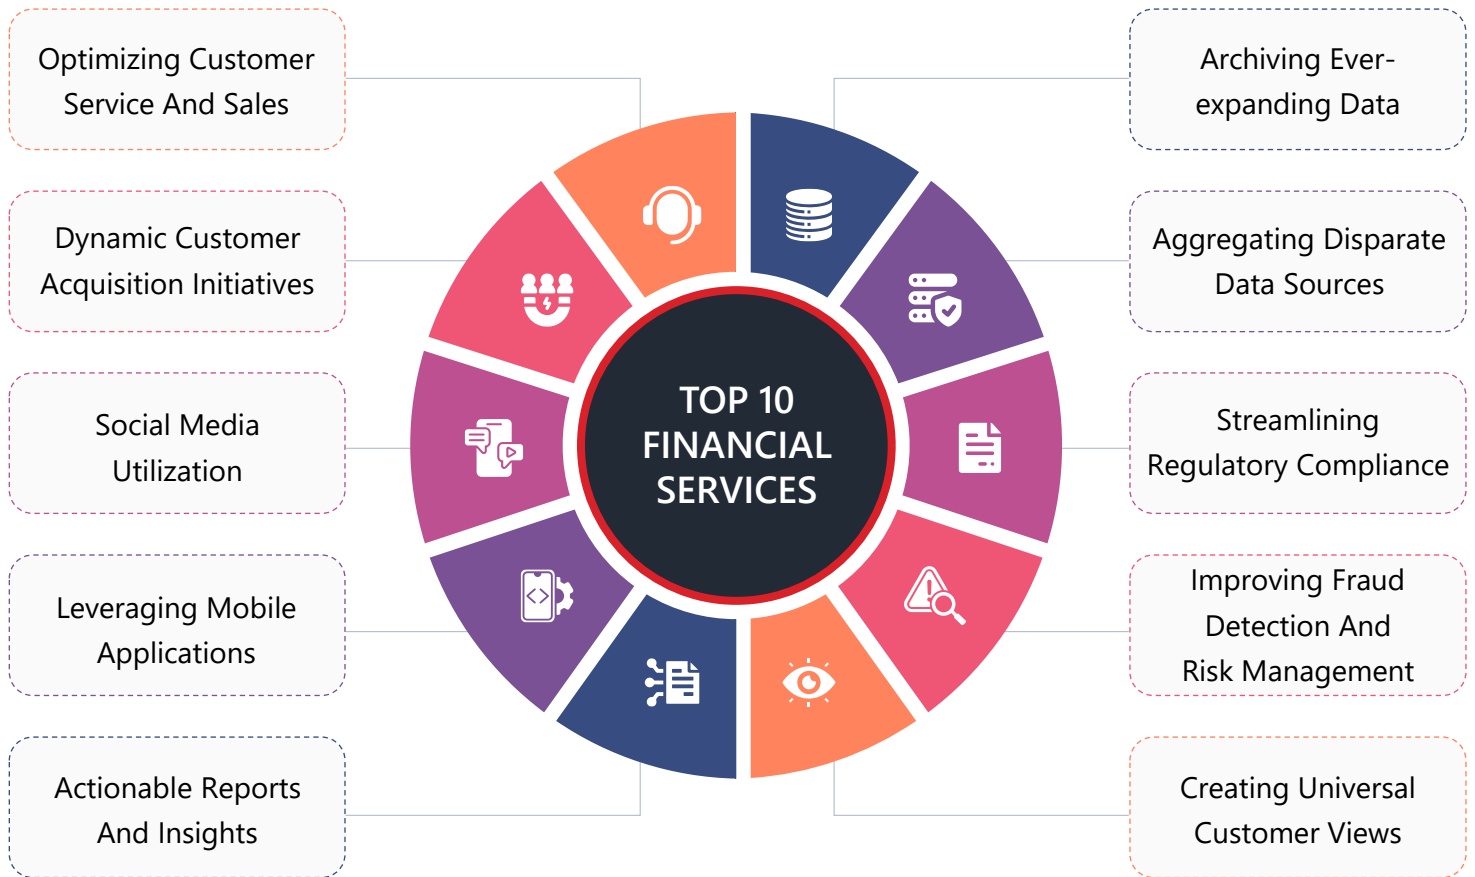 Optimizing Customer
Service And Sales
Dynamic Customer
Acquisition Initiatives
Social Media
Utilization
Leveraging Mobile
Applications
Actionable Reports
And Insights
TOP 10
FINANCIAL
SERVICES
Archiving Ever-
expanding Data
Aggregating Disparate
Data Sources
Streamlining
Regulatory Compliance
Improving Fraud
Detection And
Risk Management
Creating Universal
Customer Views